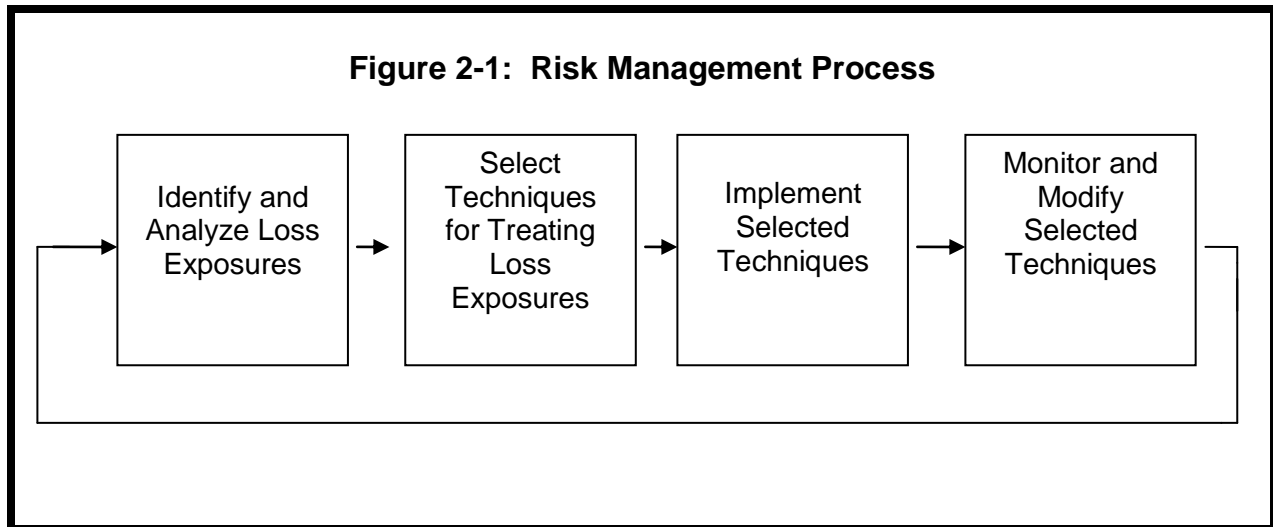 Figure 2-1:  Risk Management Process
Identify and
Analyze Loss
Exposures
Select
Techniques
for Treating
Loss
Exposures
Implement
Selected
Techniques
Monitor and
Modify
Selected
Techniques